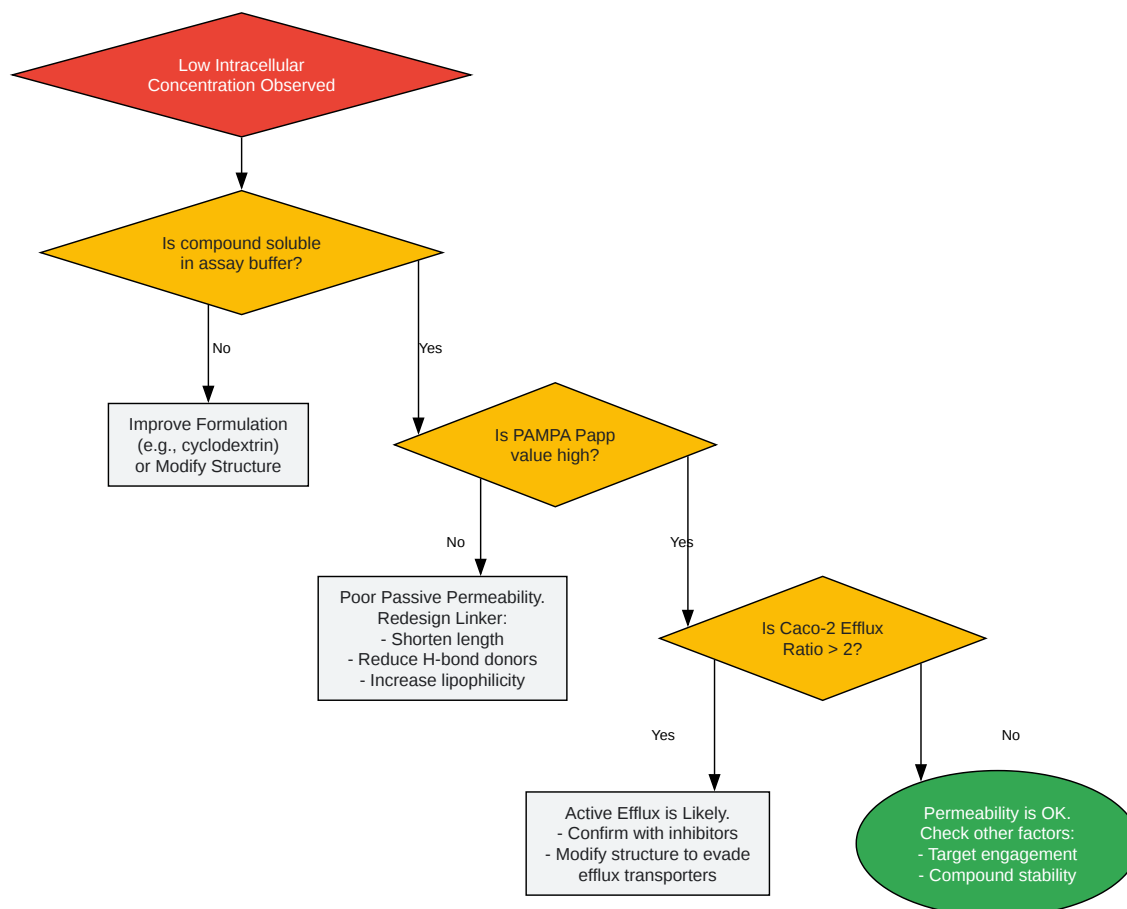 Low Intracellular
Concentration Observed
Is compound soluble
in assay buffer?
No
Yes
Improve Formulation
(e.g., cyclodextrin)
or Modify Structure
Is PAMPA Papp
value high?
No
Yes
Poor Passive Permeability.
Redesign Linker:
- Shorten length
- Reduce H-bond donors
- Increase lipophilicity
Is Caco-2 Efflux
Ratio > 2?
Yes
No
Active Efflux is Likely.
- Confirm with inhibitors
- Modify structure to evade
efflux transporters
Permeability is OK.
Check other factors:
- Target engagement
- Compound stability